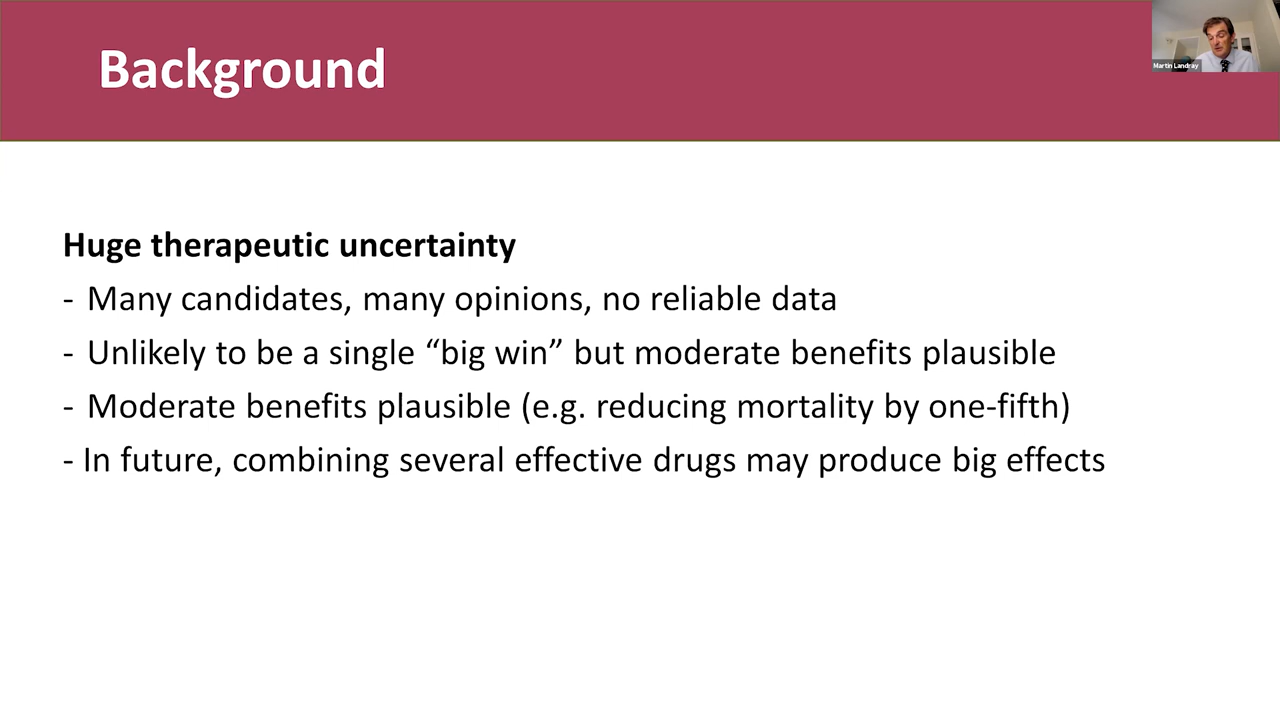 Background
Martin Landray
Huge therapeutic uncertainty
- Many candidates, many opinions, no reliable data
- Unlikely to be a single “big win” but moderate benefits plausible
- Moderate benefits plausible (e.g. reducing mortality by one-fifth)
- In future, combining several effective drugs may produce big effects